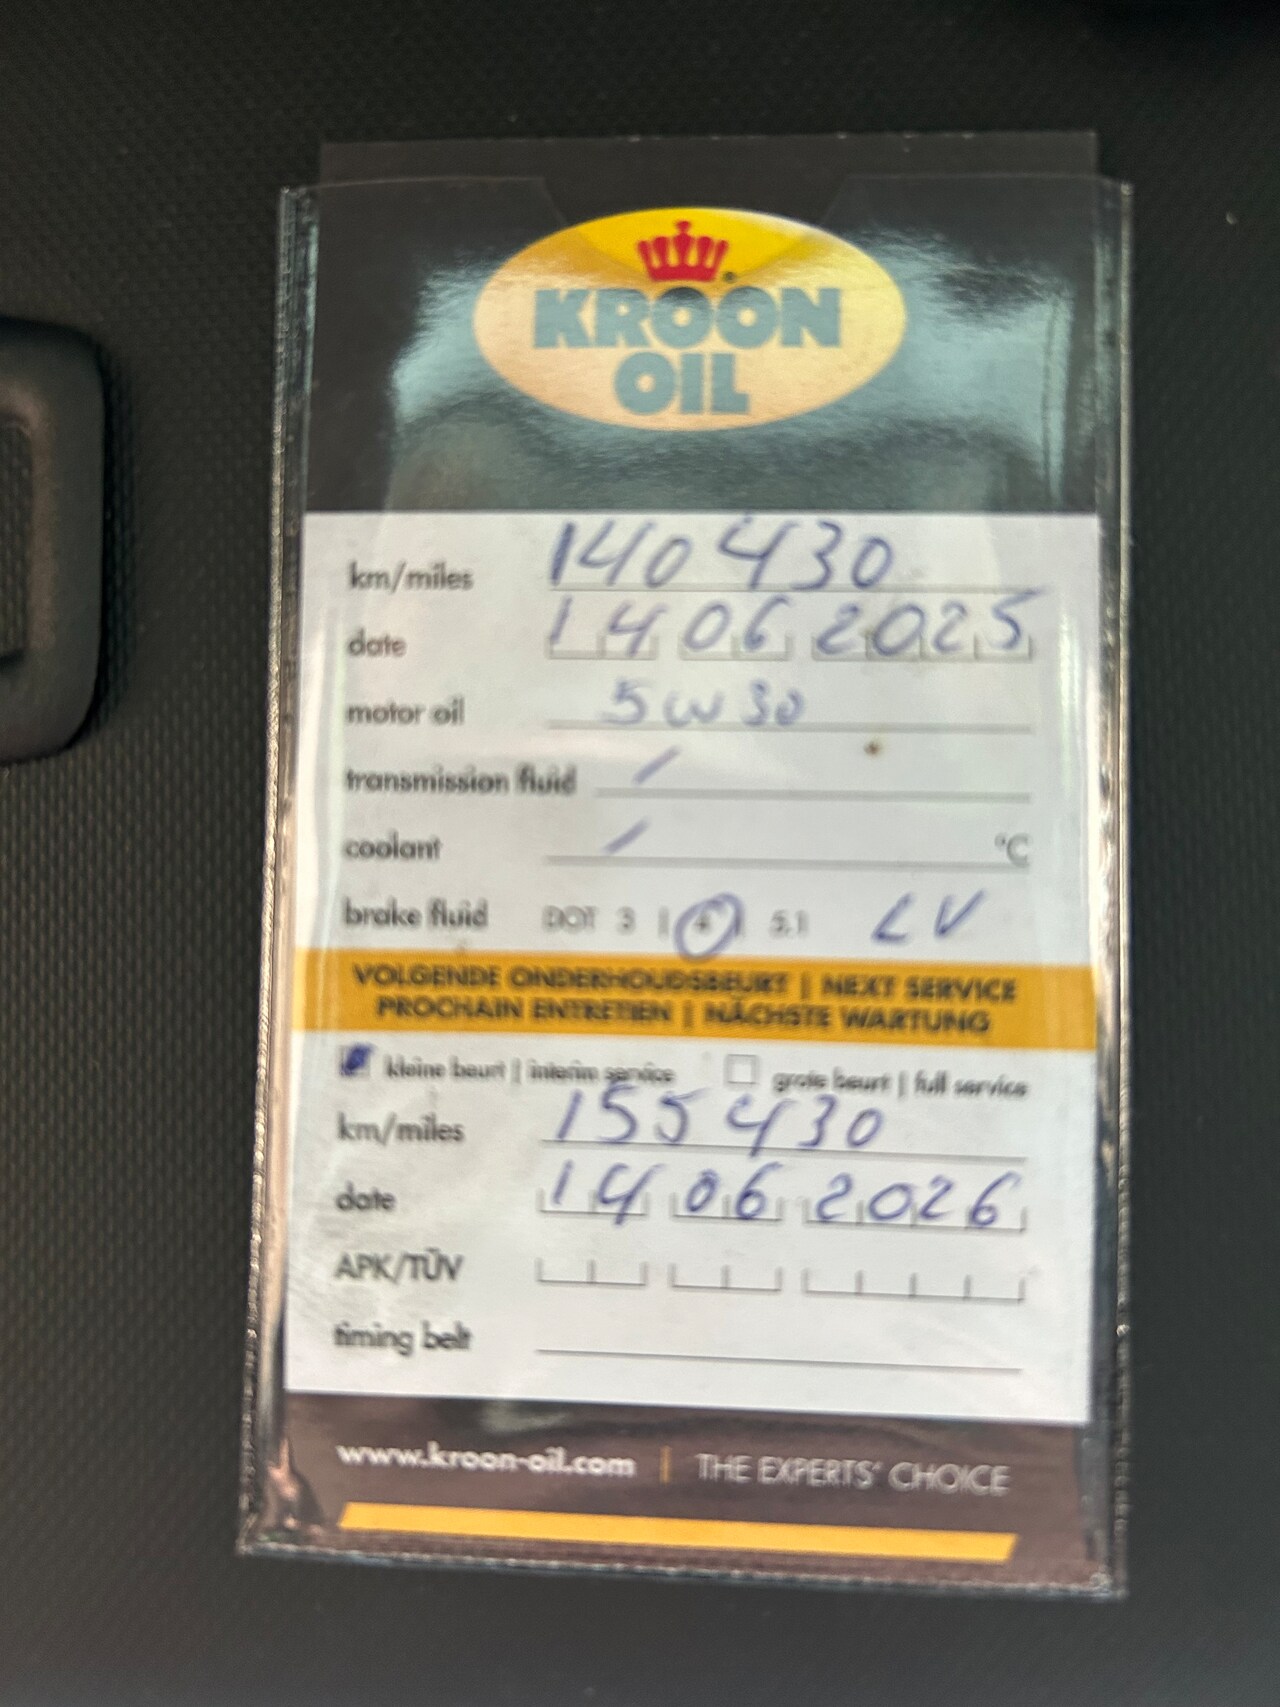 KROON
OIL
km/miles 140430
date 14 06 2025
motor oil 5W30
transmission fluid /
coolant / °C
brake fluid DOT 3 | 4 | 5.1 LV
VOLGENDE ONDERHOUDSBEURT | NEXT SERVICE
PROCHAIN ENTRETIEN | NÄCHSTE WARTUNG
kleine beurt | interim service grote beurt | full service
km/miles 155430
date 14 06 2026
APK/TÜV
timing belt
www.kroon-oil.com | THE EXPERTS' CHOICE